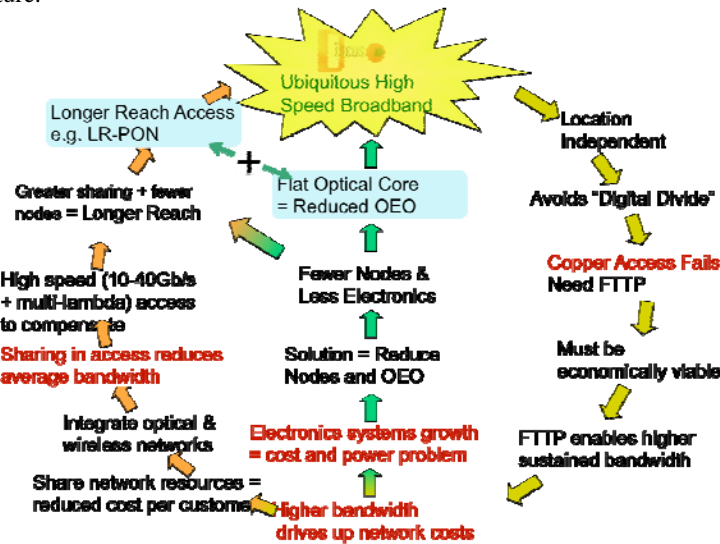 Discus
Ubiquitous High
Speed Broadband
Longer Reach Access
e.g. LR-PON
+
Flat Optical Core
= Reduced OEO
Location
Independent
Avoids "Digital Divide"
Copper Access Fails
Need FTTP
Must be
economically viable
FTTP enables higher
sustained bandwidth
Higher bandwidth
drives up network costs
Electronics systems growth
= cost and power problem
Solution = Reduce
Nodes and OEO
Fewer Nodes &
Less Electronics
Share network resources =
reduced cost per custome
Integrate optical &
wireless networks
Sharing in access reduces
average bandwidth
High speed (10-40Gb/s
+ multi-lambda) access
to compensate
Greater sharing + fewer
nodes = Longer Reach